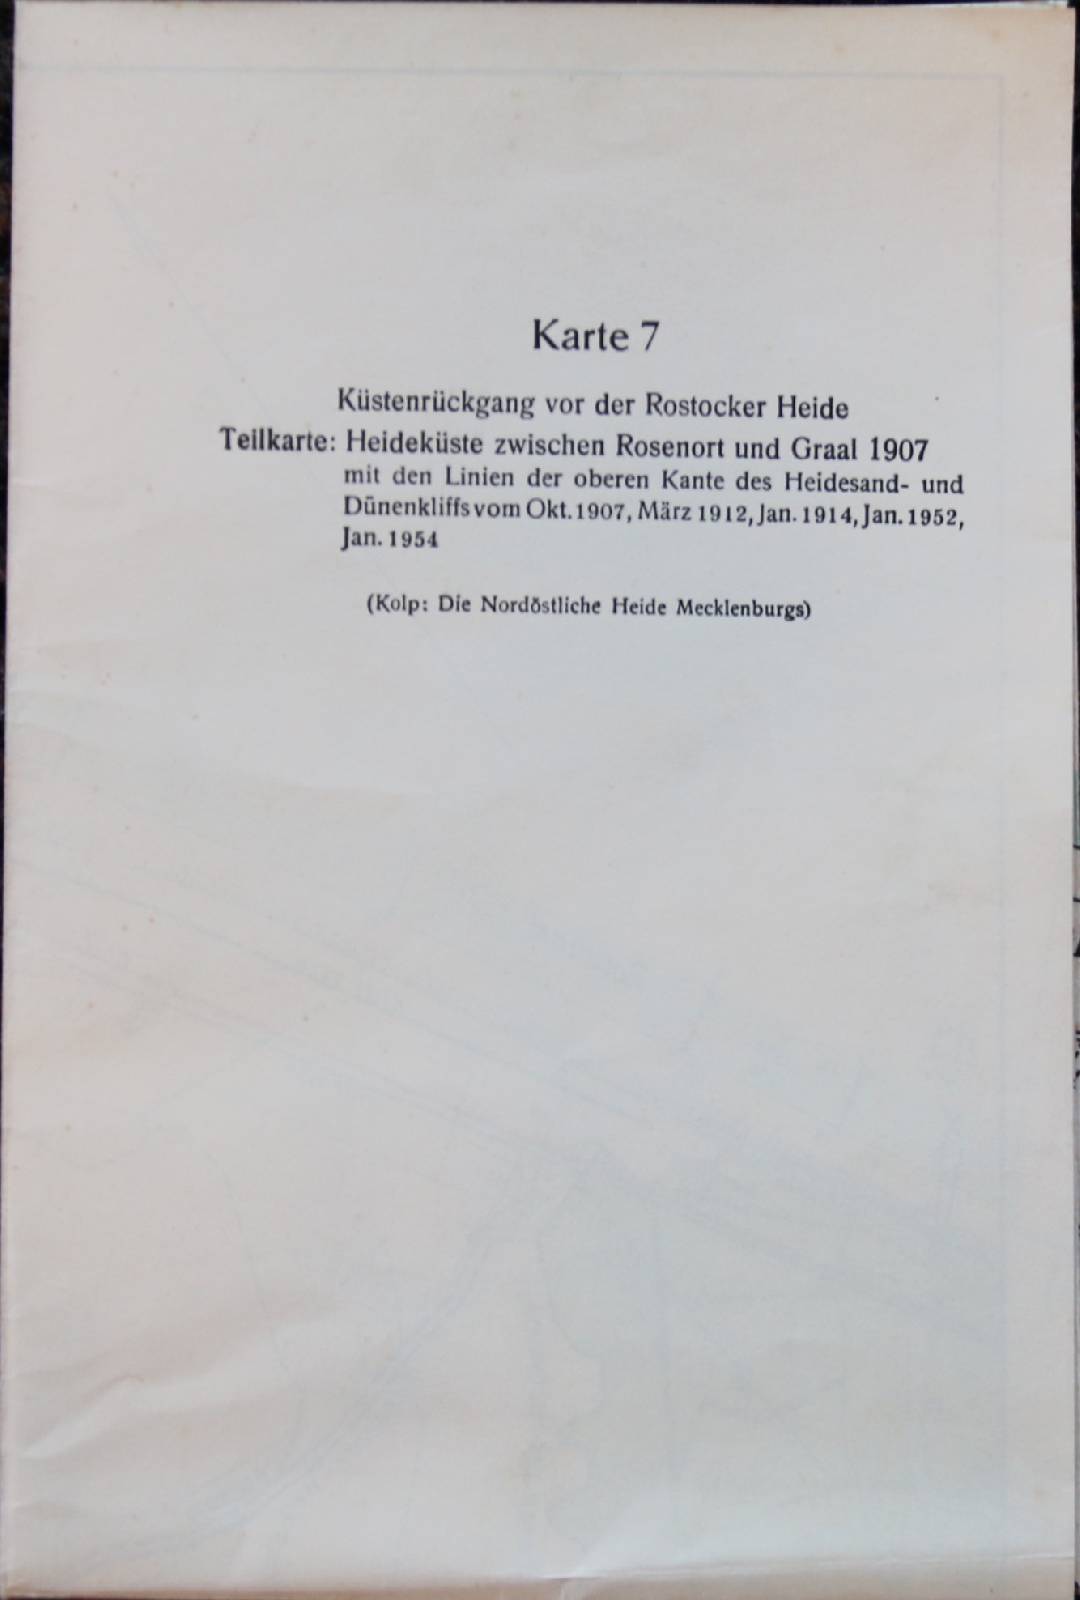 Karte 7
Küstenrückgang vor der Rostocker Heide
Teilkarte: Heideküste zwischen Rosenort und Graal 1907
mit den Linien der oberen Kante des Heidesand- und
Dünenkliffs vom Okt. 1907, März 1912, Jan. 1914, Jan. 1952,
Jan. 1954
(Kolp: Die Nordöstliche Heide Mecklenburgs)